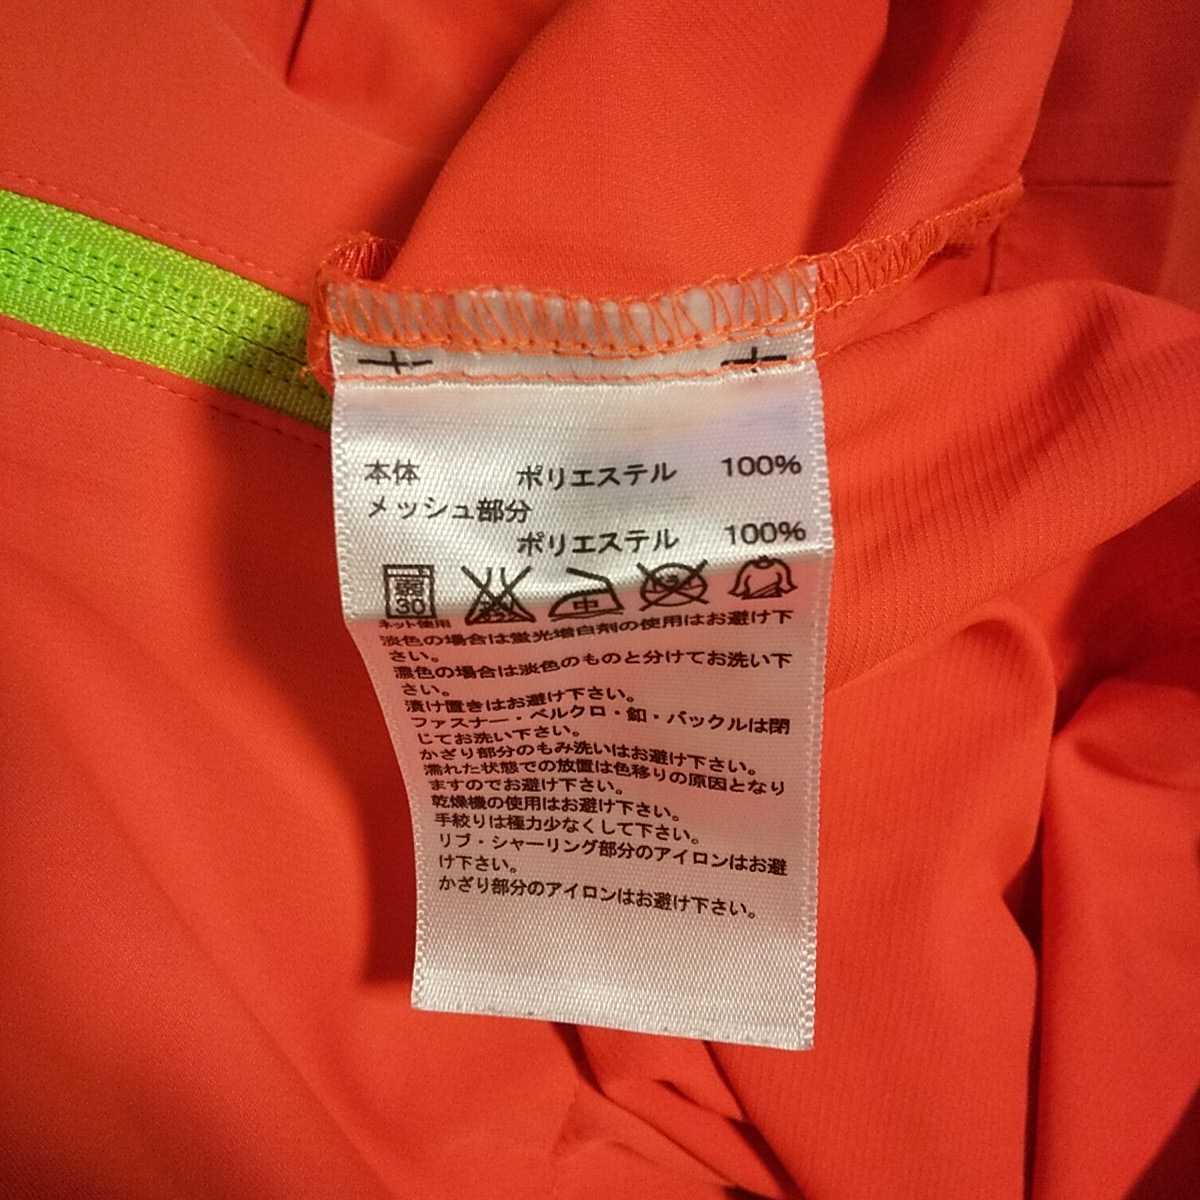 本体 ポリエステル 100%
メッシュ部分
ポリエステル 100%
弱
30
中
ネット使用
淡色の場合は蛍光増白剤の使用はお避け下
さい。
濃色の場合は淡色のものと分けてお洗い下
さい。
漬け置きはお避け下さい。
ファスナー・ベルクロ・釦・バックルは閉
じてお洗い下さい。
かざり部分のもみ洗いはお避け下さい。
濡れた状態での放置は色移りの原因となり
ますのでお避け下さい。
乾燥機の使用はお避け下さい。
手絞りは極力少なくして下さい。
リブ・シャーリング部分のアイロンはお避
け下さい。
かざり部分のアイロンはお避け下さい。